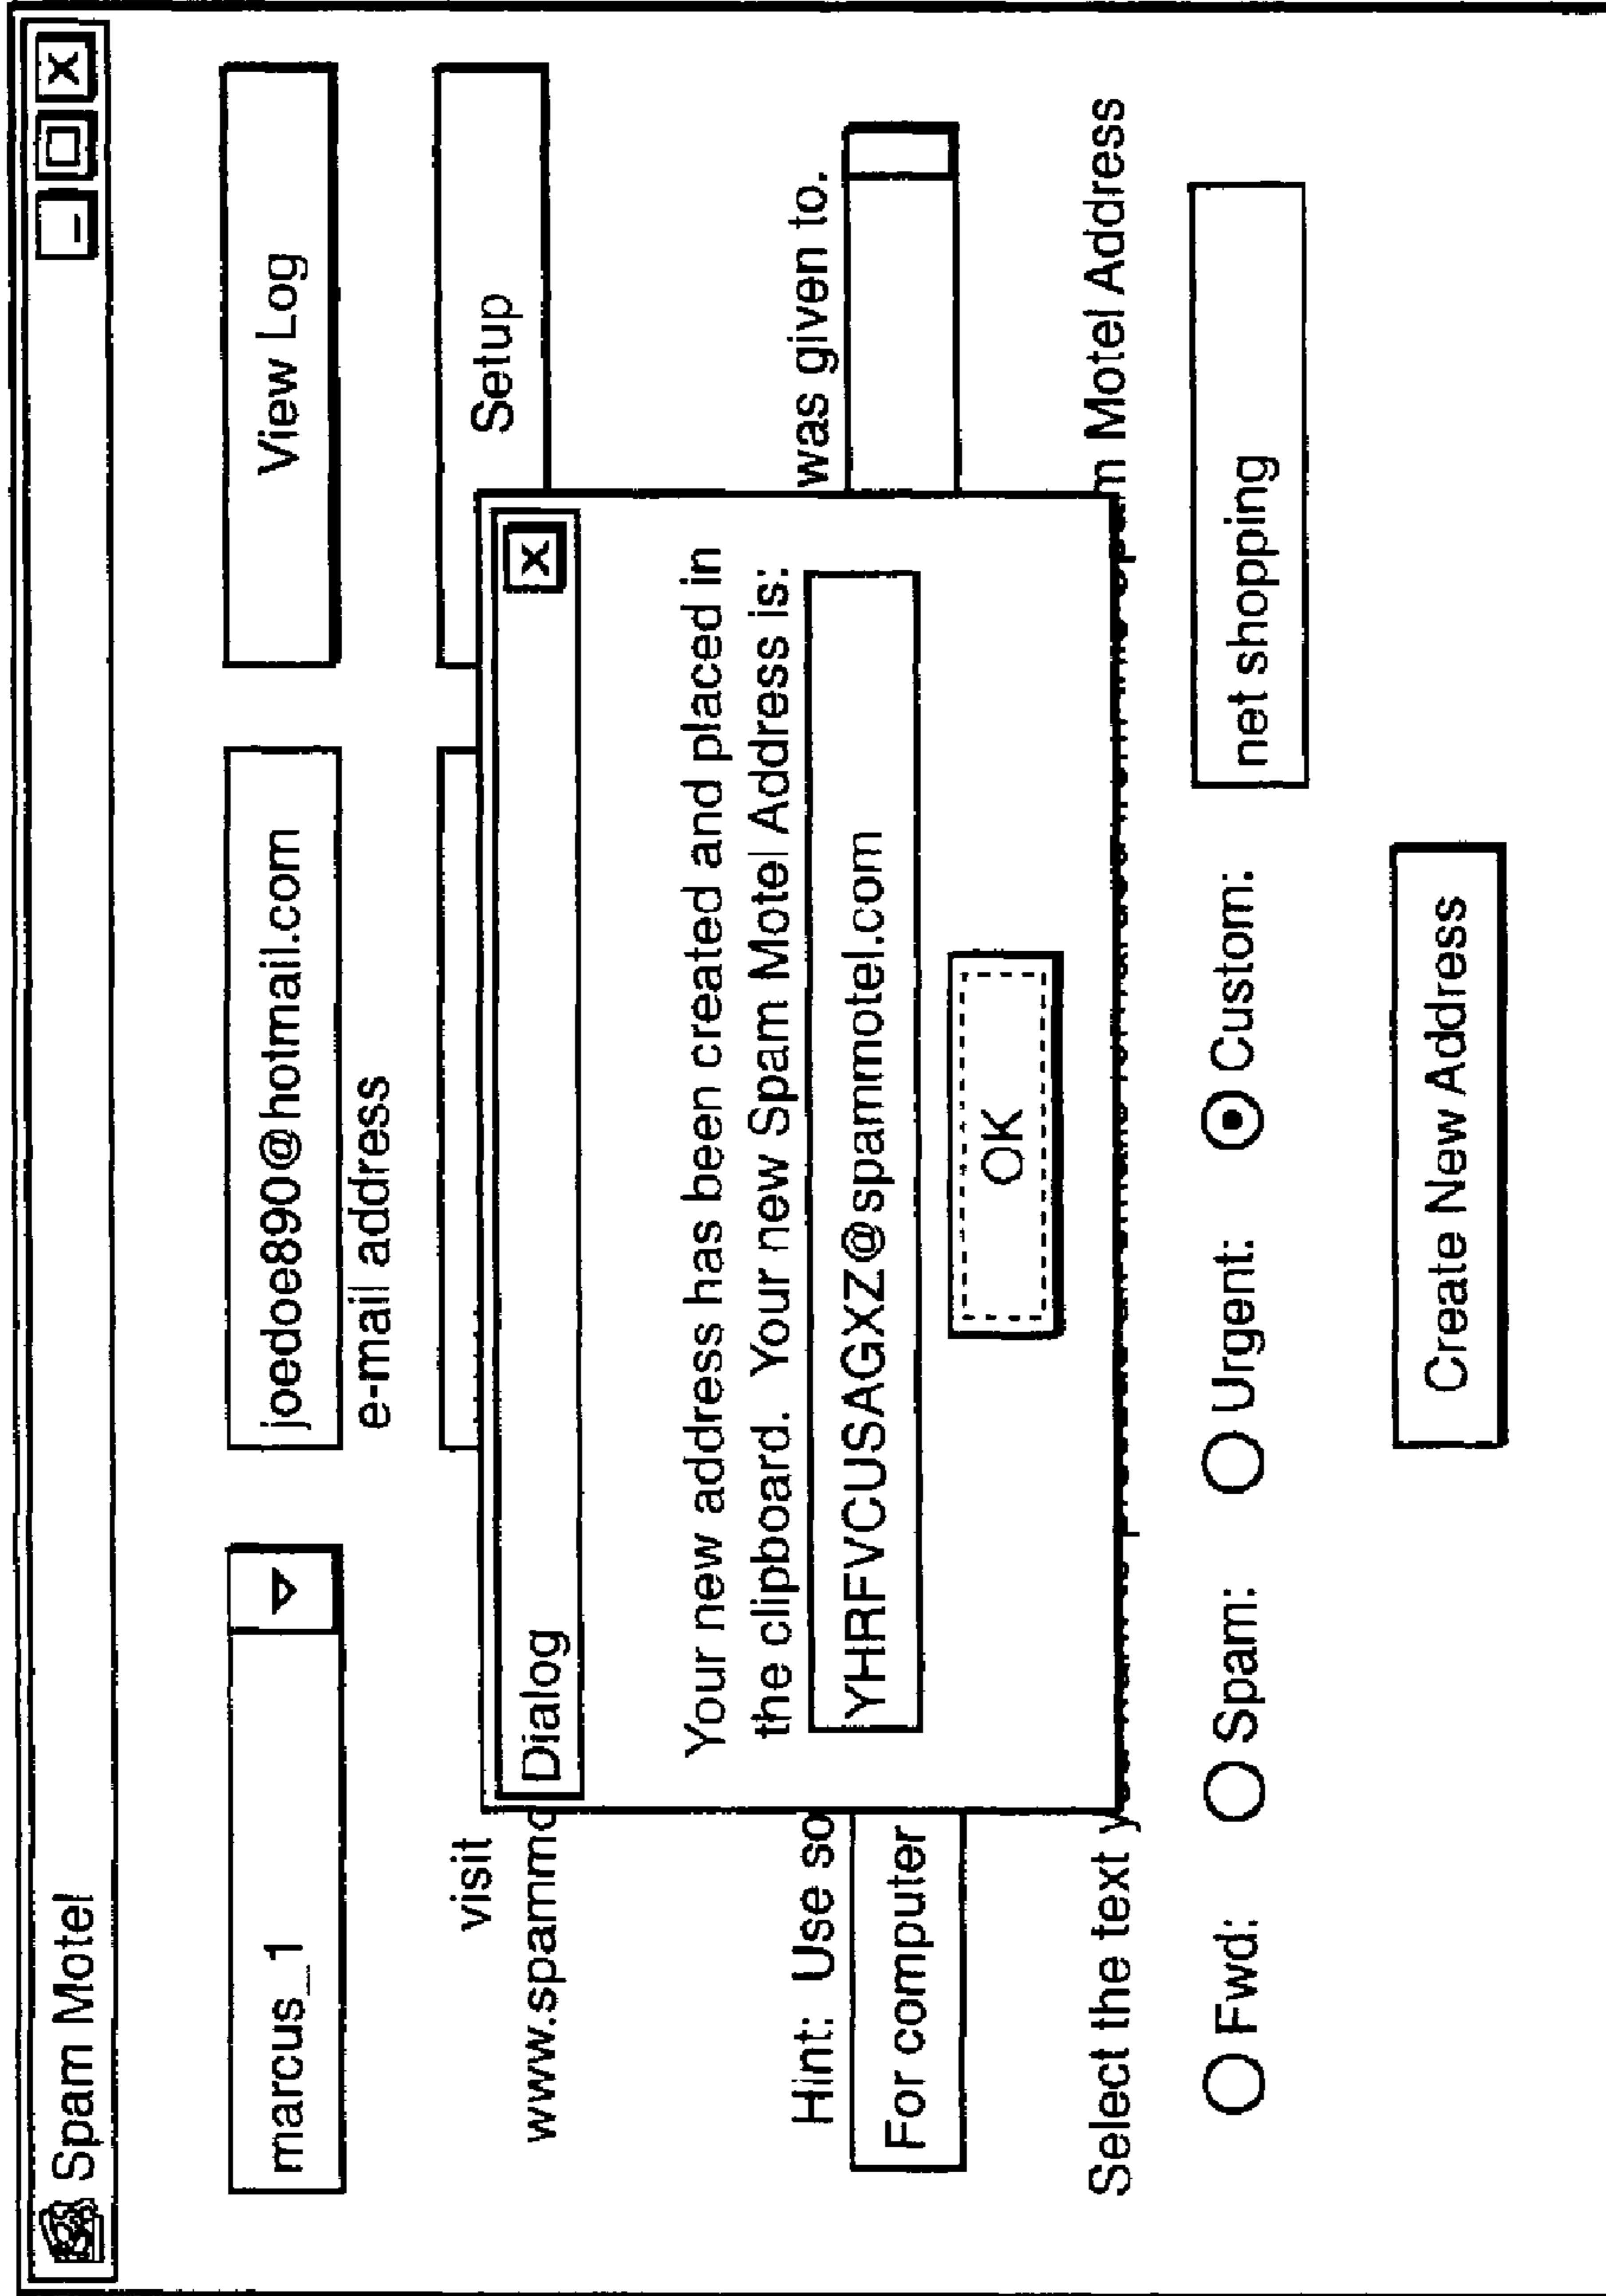 Spam Motel
marcus_1
joedoe890@hotmail.com
View Log
e-mail address
visit
www.spammo
Setup
Dialog
Your new address has been created and placed in
the clipboard. Your new Spam Motel Address is:
YHRFVCUSAGXZ@spammotel.com
OK
Hint: Use so
was given to.
For computer
Select the text
Motel Address
Fwd:
Spam:
Urgent:
Custom:
net shopping
Create New Address